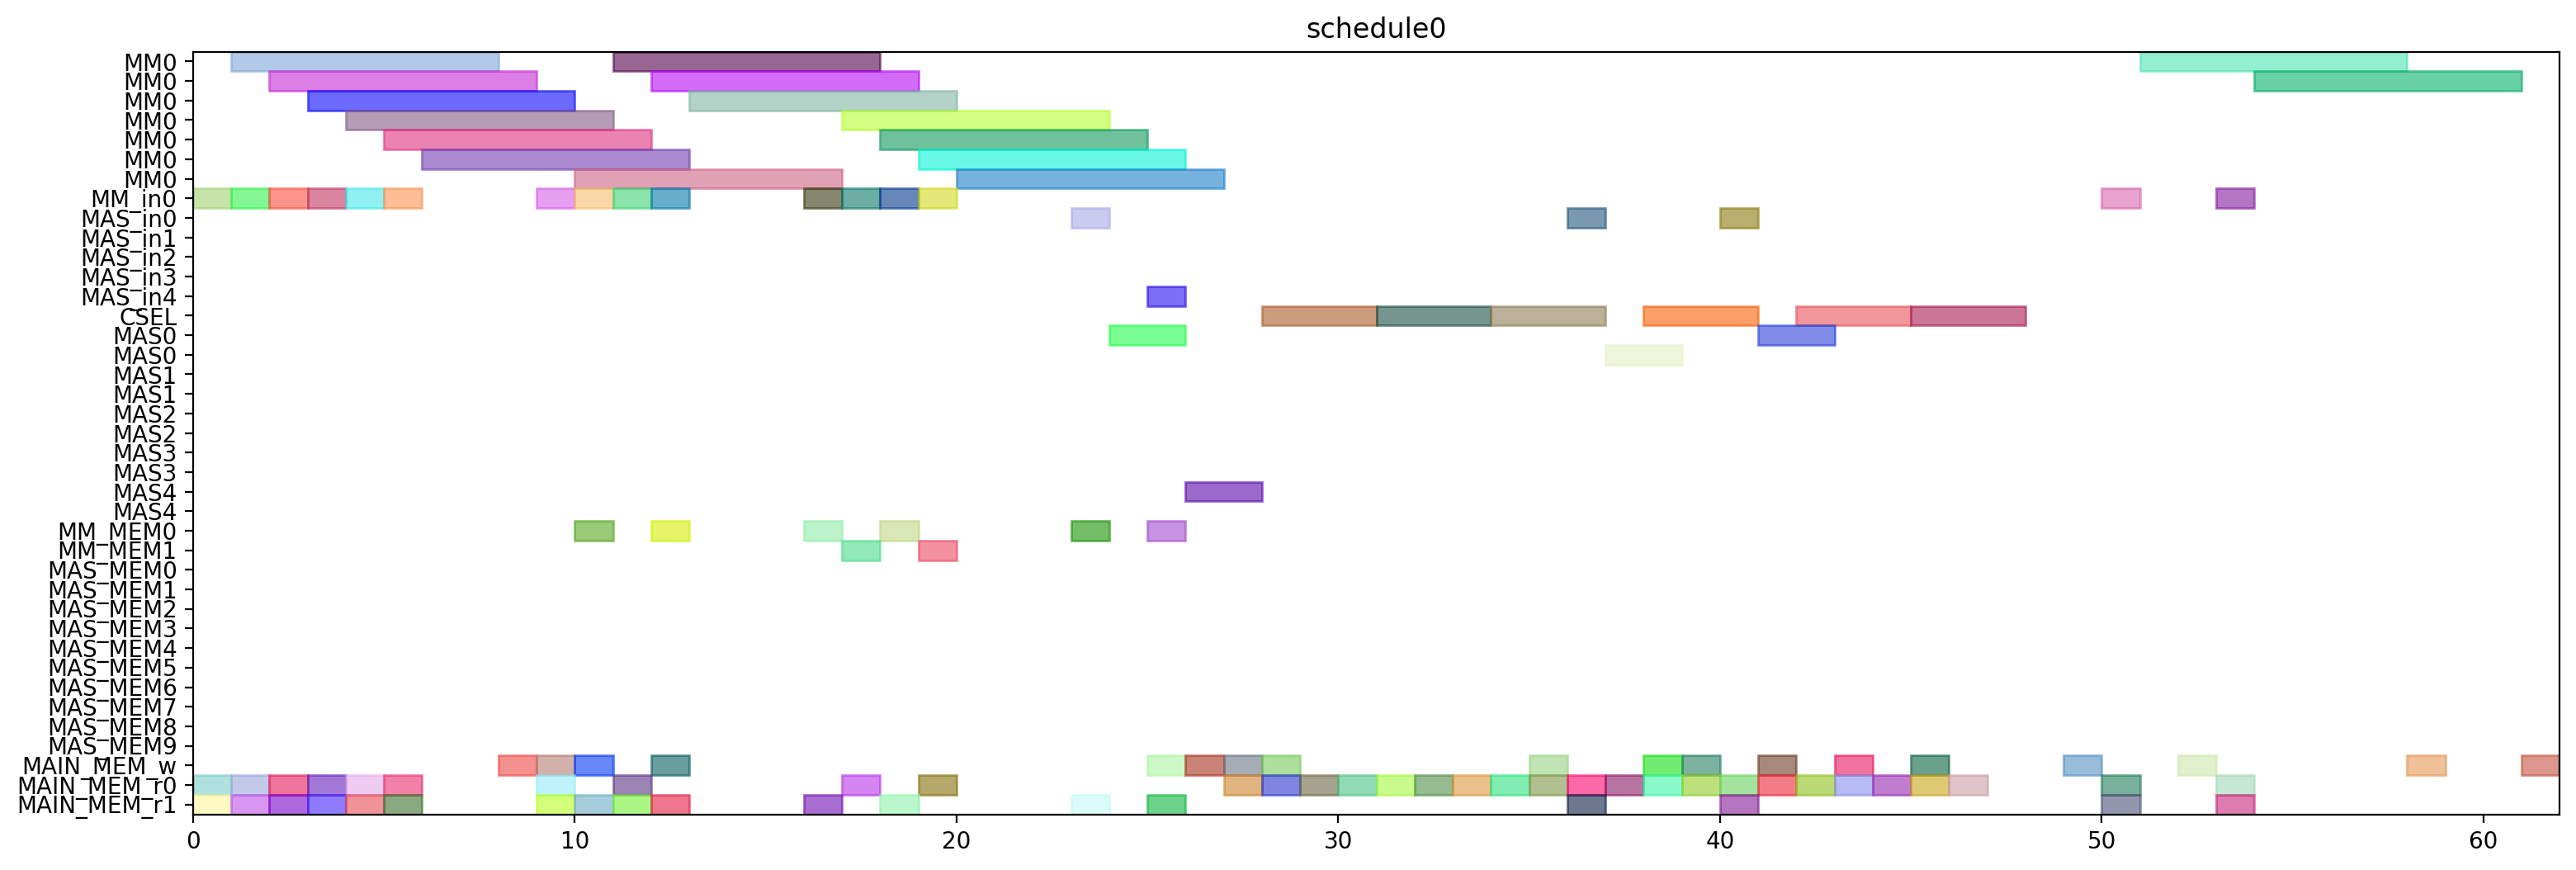 schedule0
MM0
MM0
MM0
MM0
MM0
MM0
MM0
MM_in0
MAS_in0
MAS_in1
MAS_in2
MAS_in3
MAS_in4
CSEL
MAS0
MAS0
MAS1
MAS1
MAS2
MAS2
MAS3
MAS3
MAS4
MAS4
MM_MEM0
MM_MEM1
MAS_MEM0
MAS_MEM1
MAS_MEM2
MAS_MEM3
MAS_MEM4
MAS_MEM5
MAS_MEM6
MAS_MEM7
MAS_MEM8
MAS_MEM9
MAIN_MEM_w
MAIN_MEM_r0
MAIN_MEM_r1
0 10 20 30 40 50 60